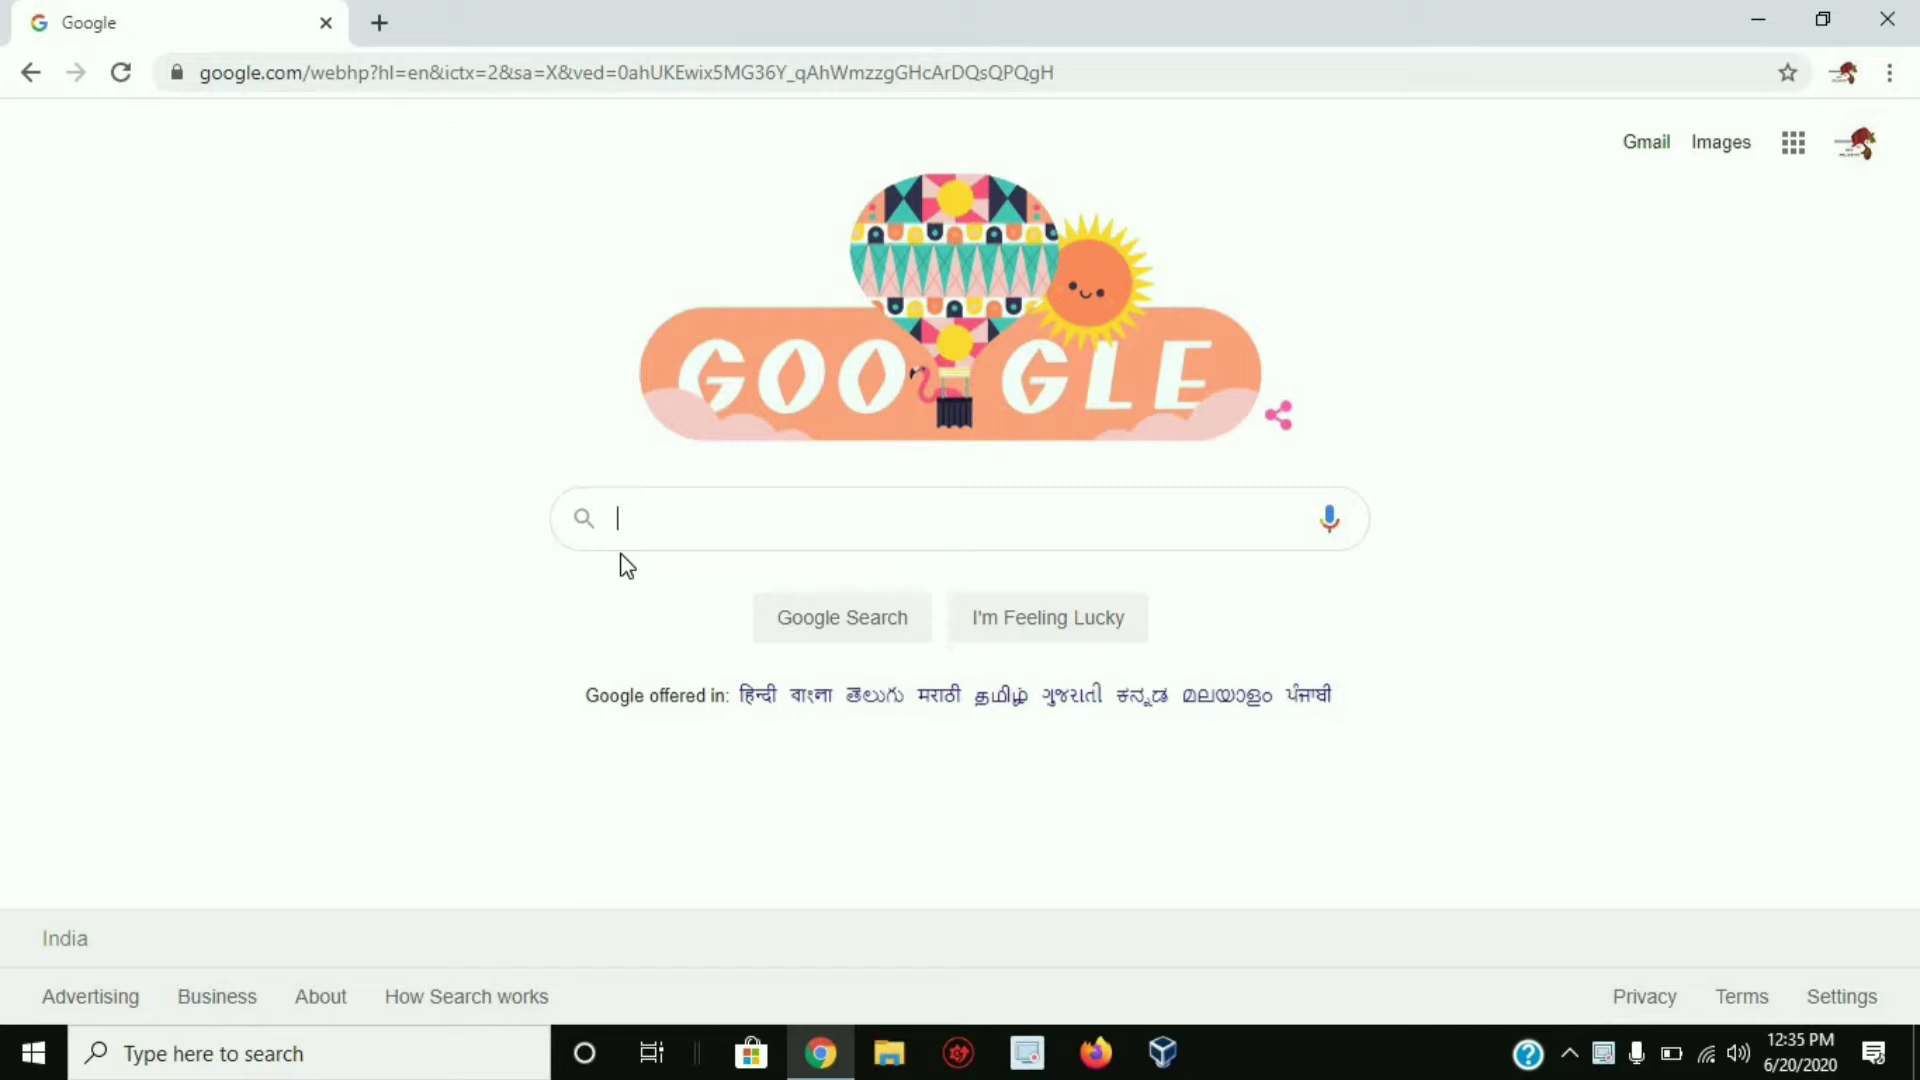 Google
google.com/webhp?hl=en&ictx=2&sa=X&ved=0ahUKEwix5MG36Y_qAhWmzzgGHcArDQsQPQgH
Gmail Images
GOOGLE
Google Search I'm Feeling Lucky
Google offered in: हिन्दी বাংলা తెలుగు मराठी தமிழ் ગુજરાતી ಕನ್ನಡ മലയാളം ਪੰਜਾਬੀ
India
Advertising Business About How Search works Privacy Terms Settings
Type here to search
12:35 PM
6/20/2020